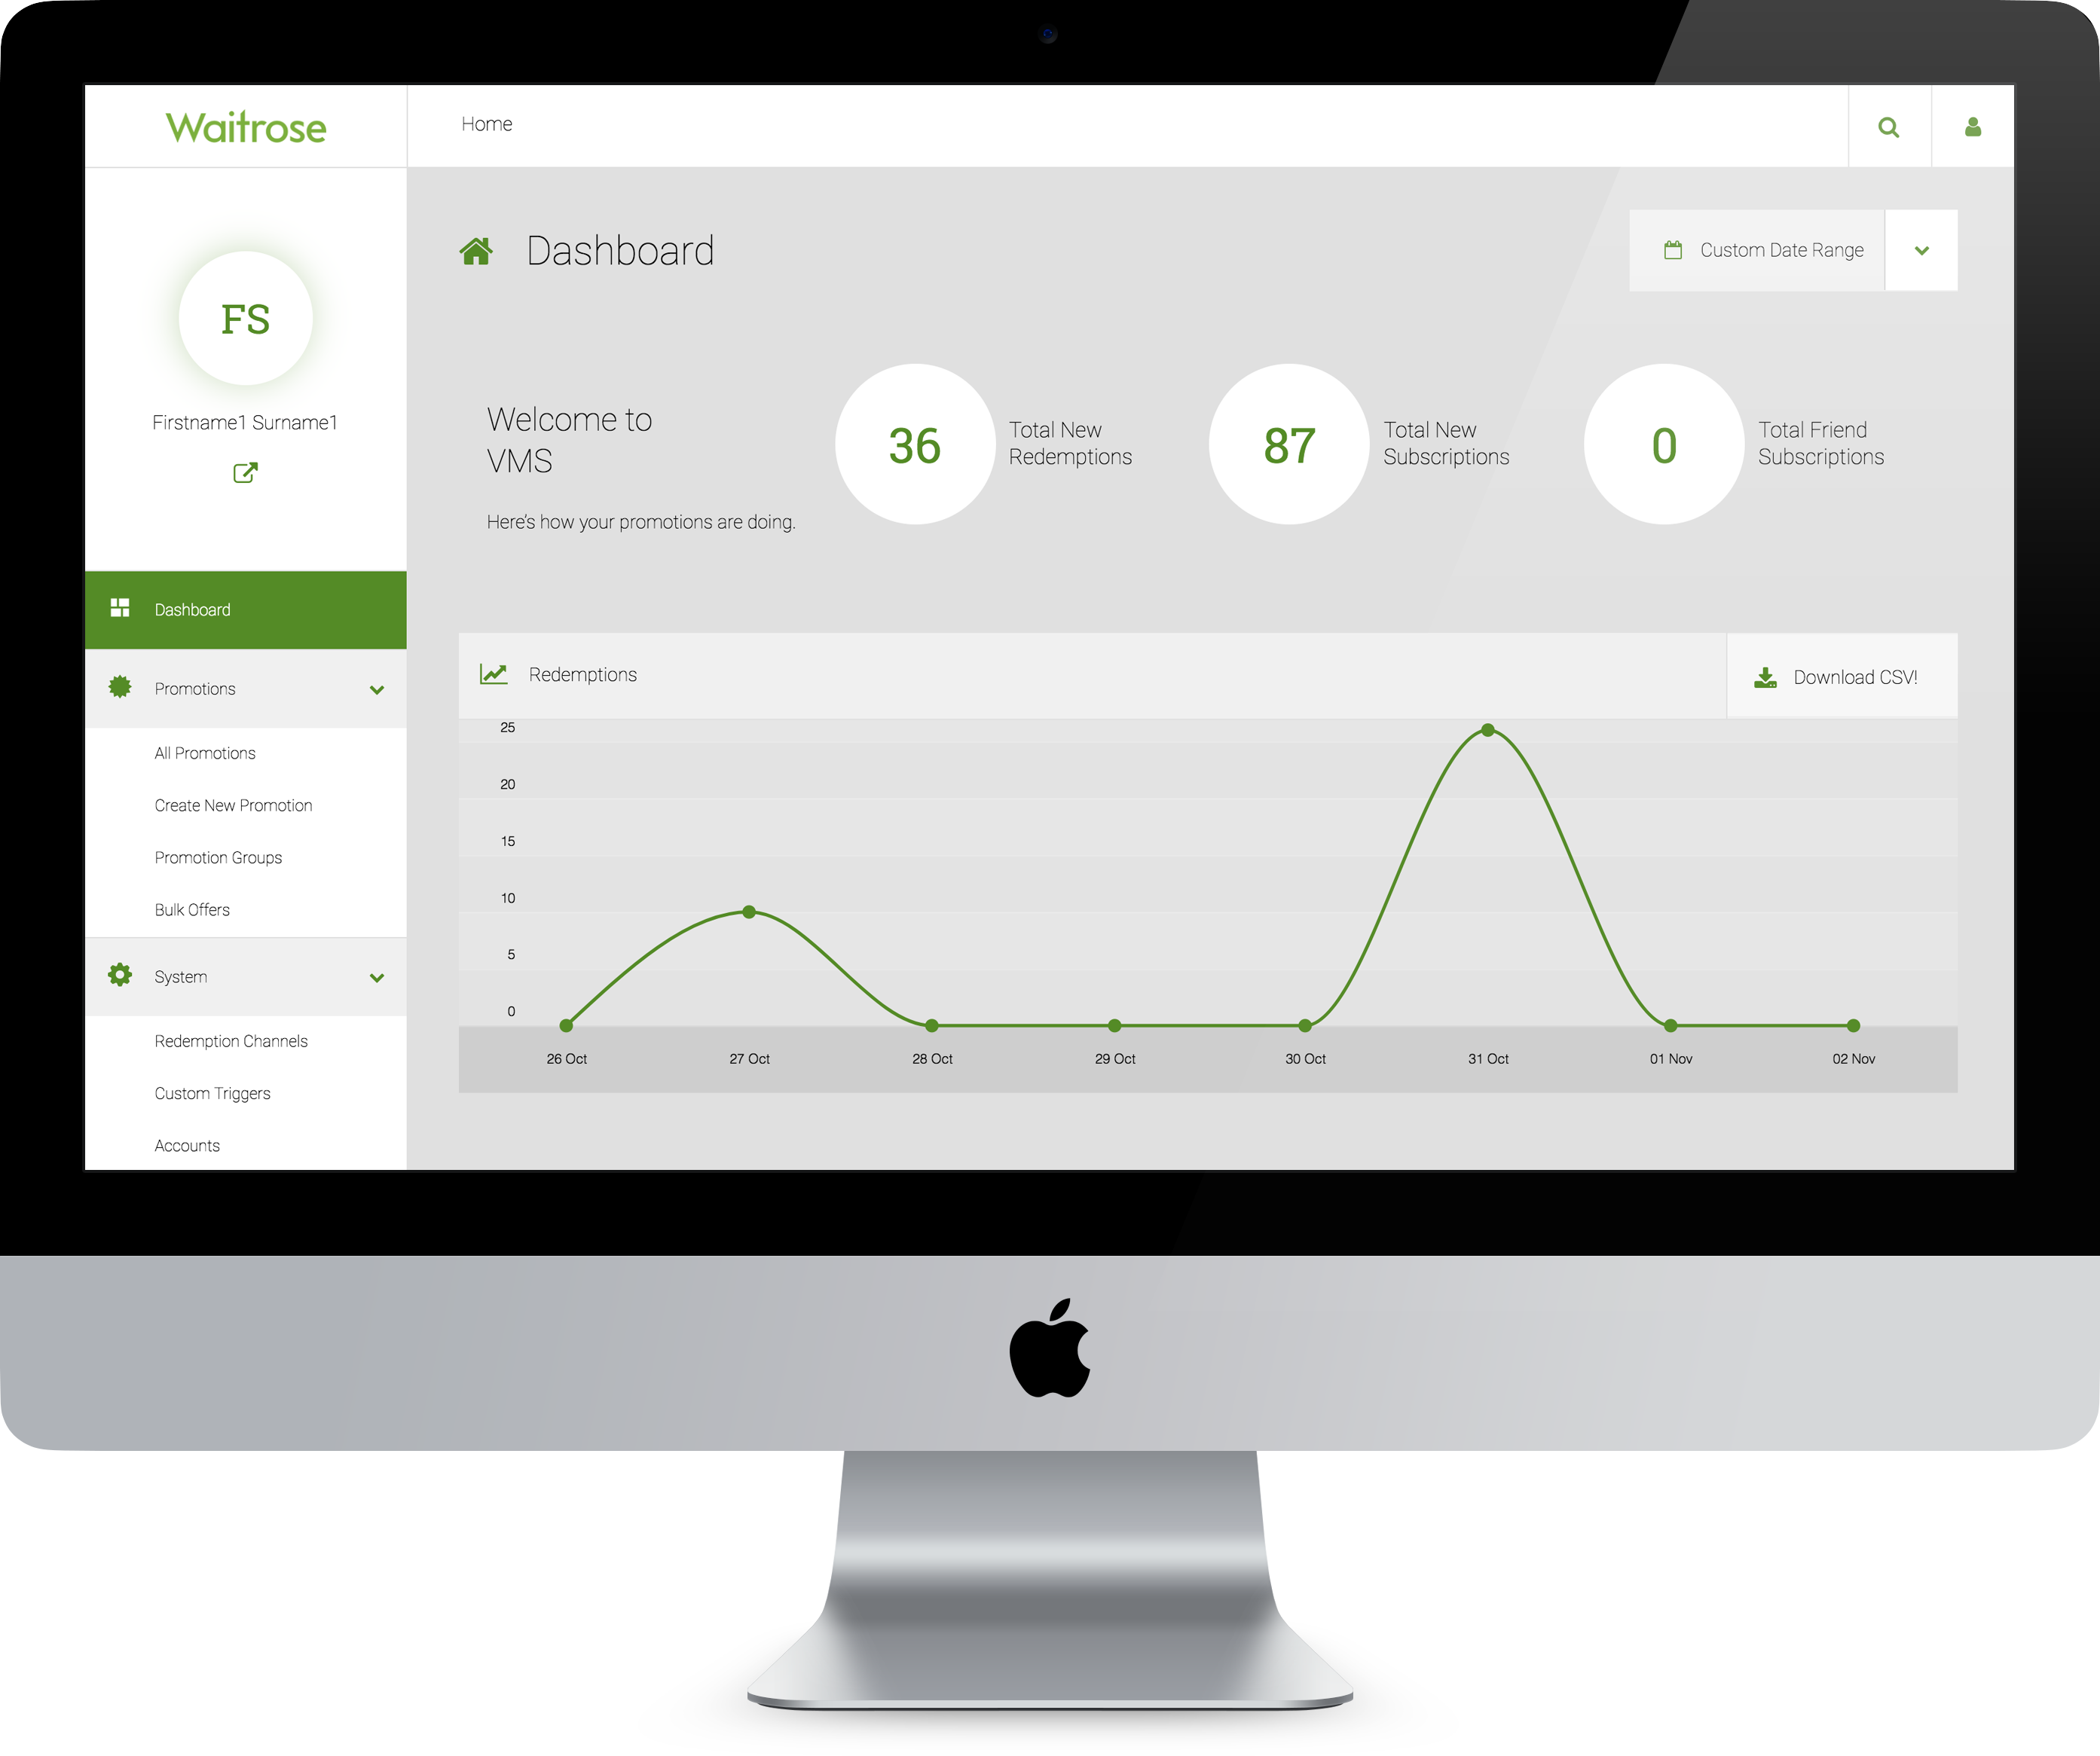 Waitrose
Home
FS
Firstname1 Surname1
Dashboard
Promotions
All Promotions
Create New Promotion
Promotion Groups
Bulk Offers
System
Redemption Channels
Custom Triggers
Accounts
Dashboard
Custom Date Range
Welcome to
VMS
Here's how your promotions are doing.
36
Total New
Redemptions
87
Total New
Subscriptions
0
Total Friend
Subscriptions
Redemptions
Download CSV!
25
20
15
10
5
0
26 Oct
27 Oct
28 Oct
29 Oct
30 Oct
31 Oct
01 Nov
02 Nov